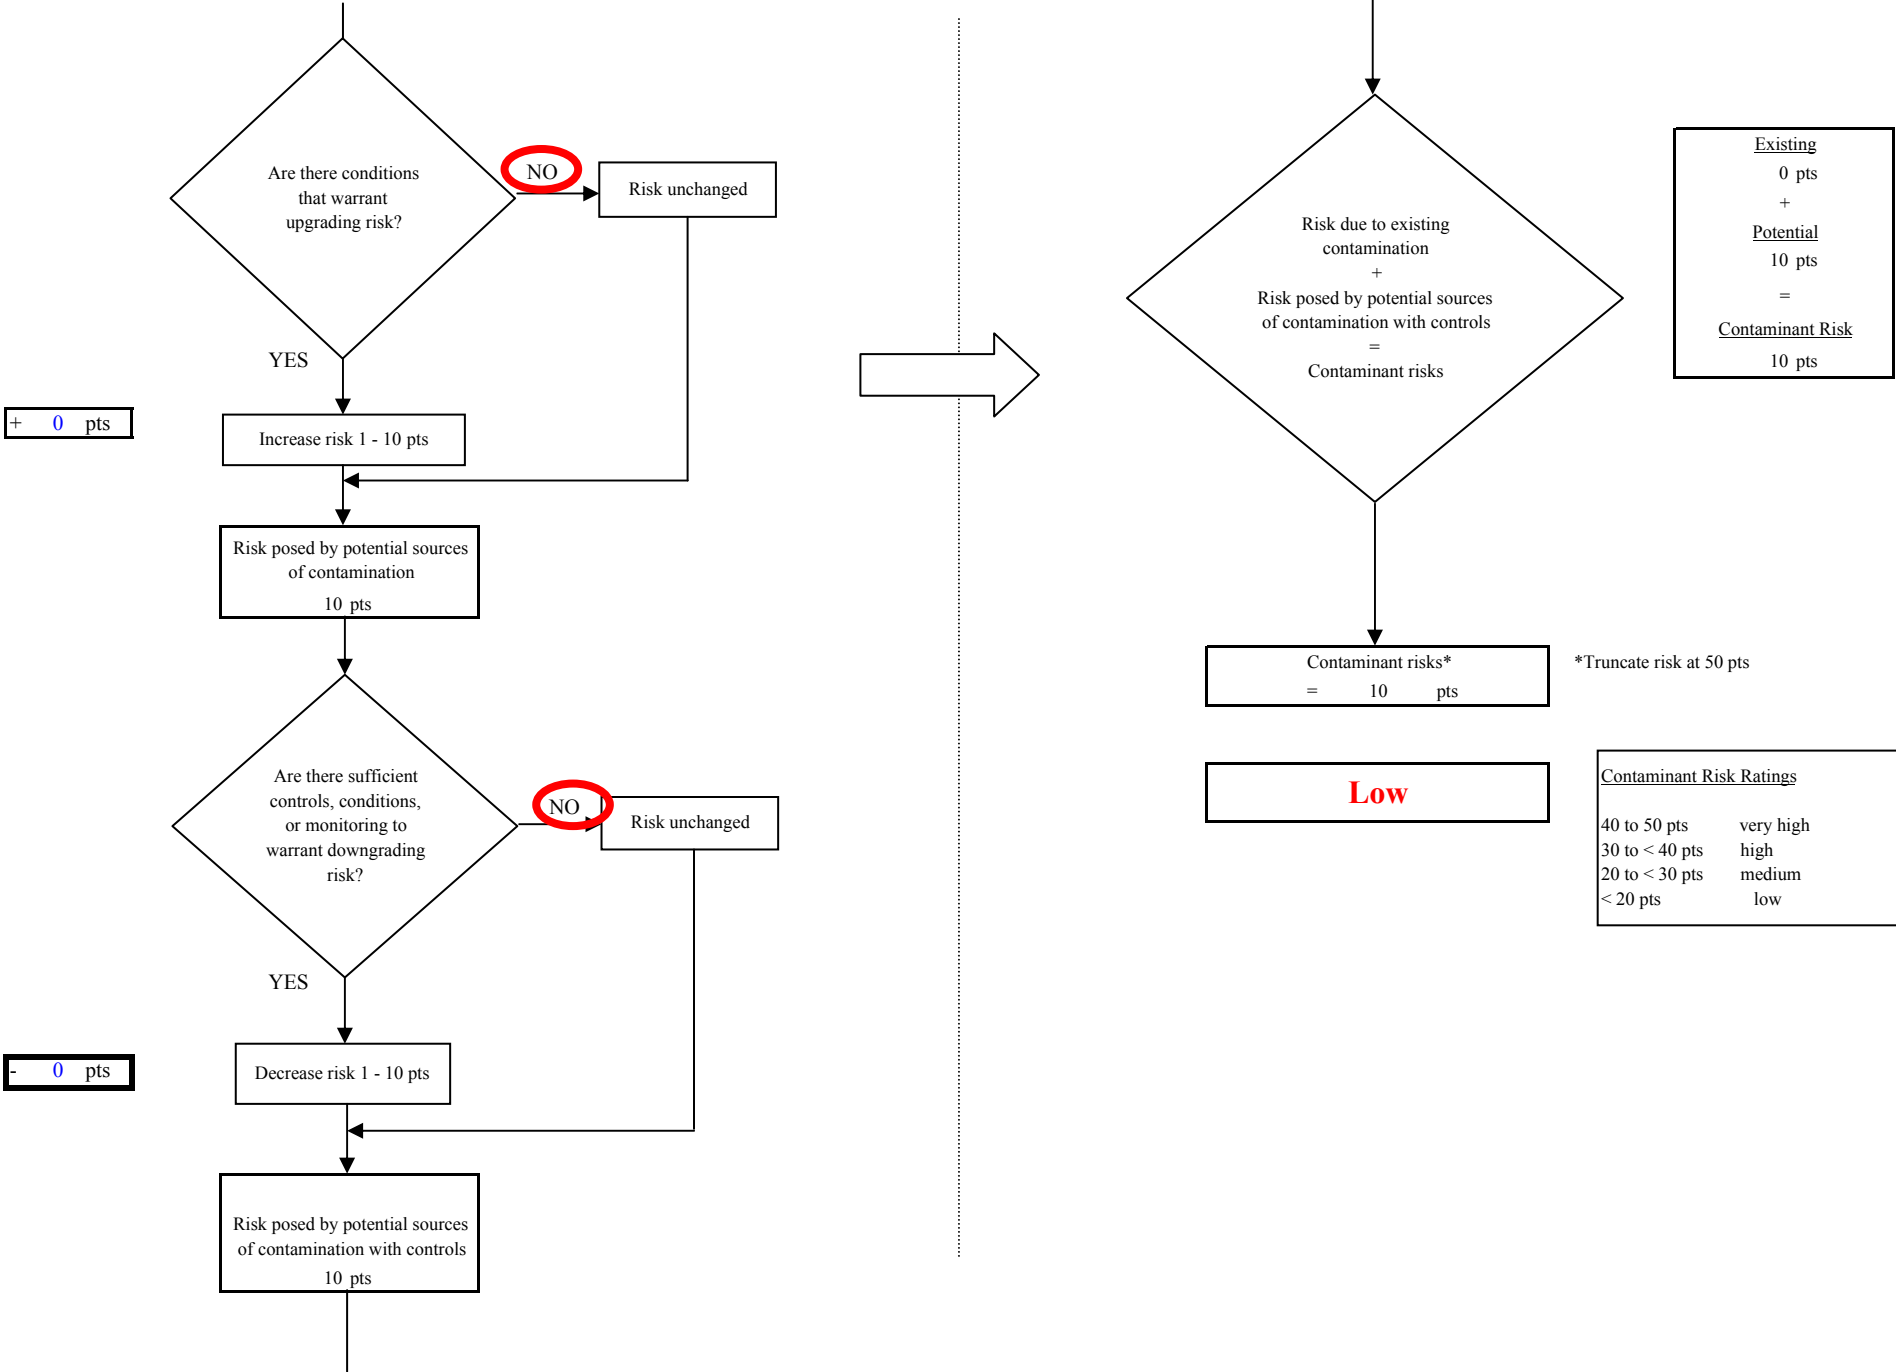 Are there conditions
that warrant
upgrading risk?
NO
Risk unchanged
YES
+ 0 pts
Increase risk 1 - 10 pts
Risk posed by potential sources
of contamination
10 pts
Are there sufficient
controls, conditions,
or monitoring to
warrant downgrading
risk?
NO
Risk unchanged
YES
- 0 pts
Decrease risk 1 - 10 pts
Risk posed by potential sources
of contamination with controls
10 pts
Risk due to existing
contamination
+
Risk posed by potential sources
of contamination with controls
=
Contaminant risks
Existing
0 pts
+
Potential
10 pts
=
Contaminant Risk
10 pts
Contaminant risks*
= 10 pts
*Truncate risk at 50 pts
Low
Contaminant Risk Ratings
40 to 50 pts very high
30 to < 40 pts high
20 to < 30 pts medium
< 20 pts low